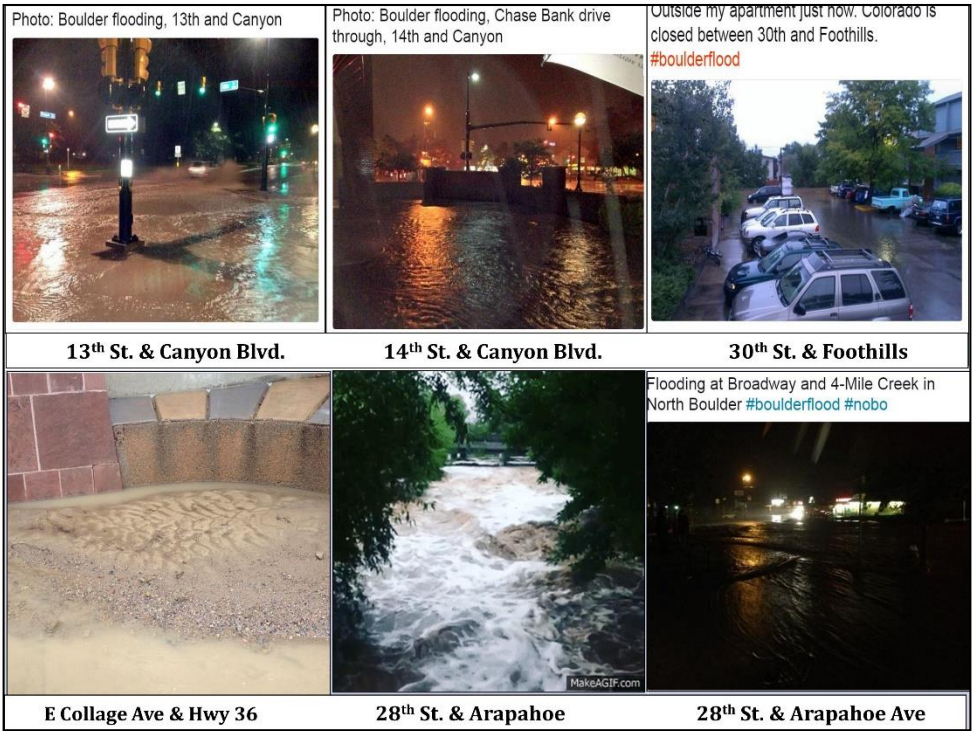 Photo: Boulder flooding, 13th and Canyon
Photo: Boulder flooding, Chase Bank drive
through, 14th and Canyon
Outside my apartment just now. Colorado is
closed between 30th and Foothills.
#boulderflood
13th St. & Canyon Blvd.
14th St. & Canyon Blvd.
30th St. & Foothills
Flooding at Broadway and 4-Mile Creek in
North Boulder #boulderflood #nobo
MakeAGIF.com
E Collage Ave & Hwy 36
28th St. & Arapahoe
28th St. & Arapahoe Ave